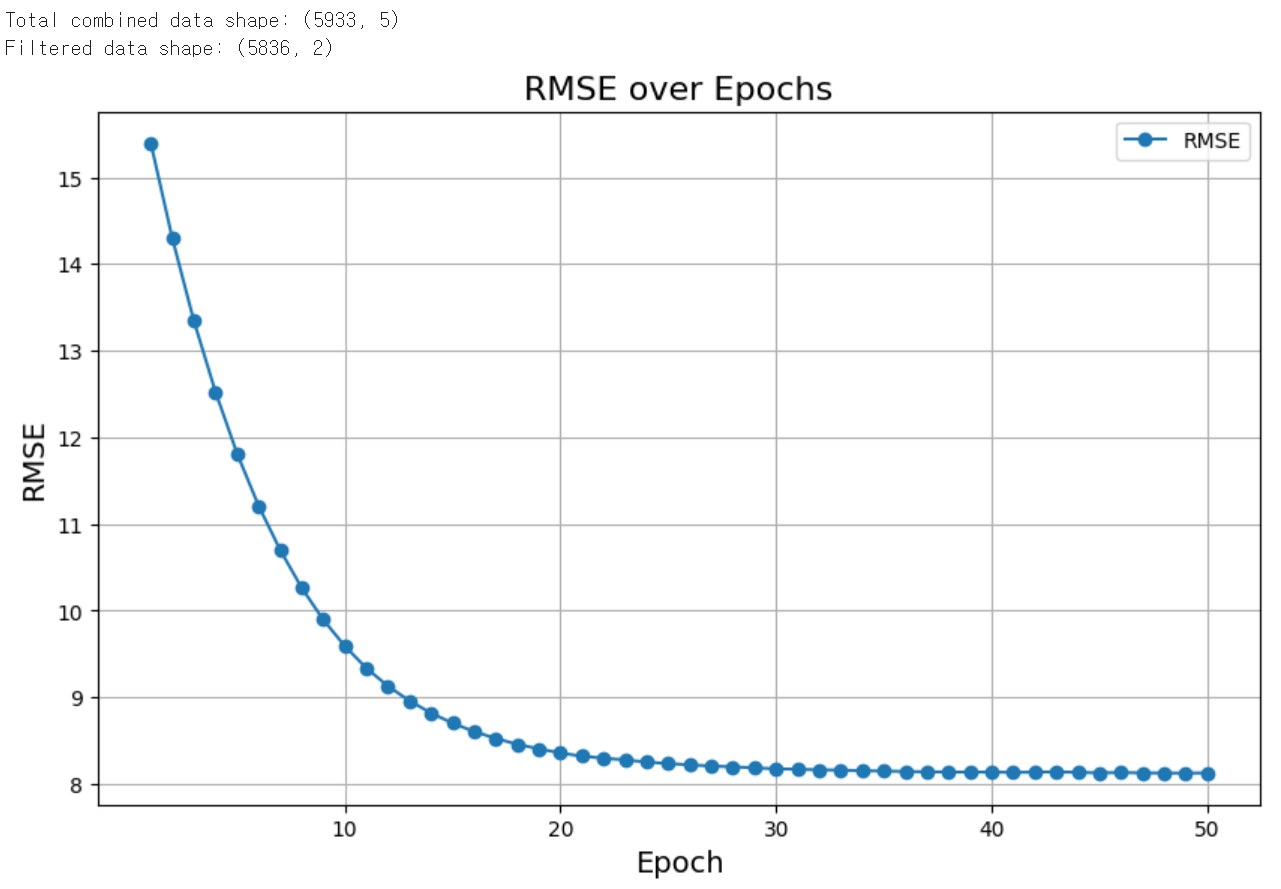 Total combined data shape: (5933, 5)
Filtered data shape: (5836, 2)
RMSE over Epochs
RMSE
15
14
13
12
11
10
9
8
RMSE
10 20 30 40 50
Epoch